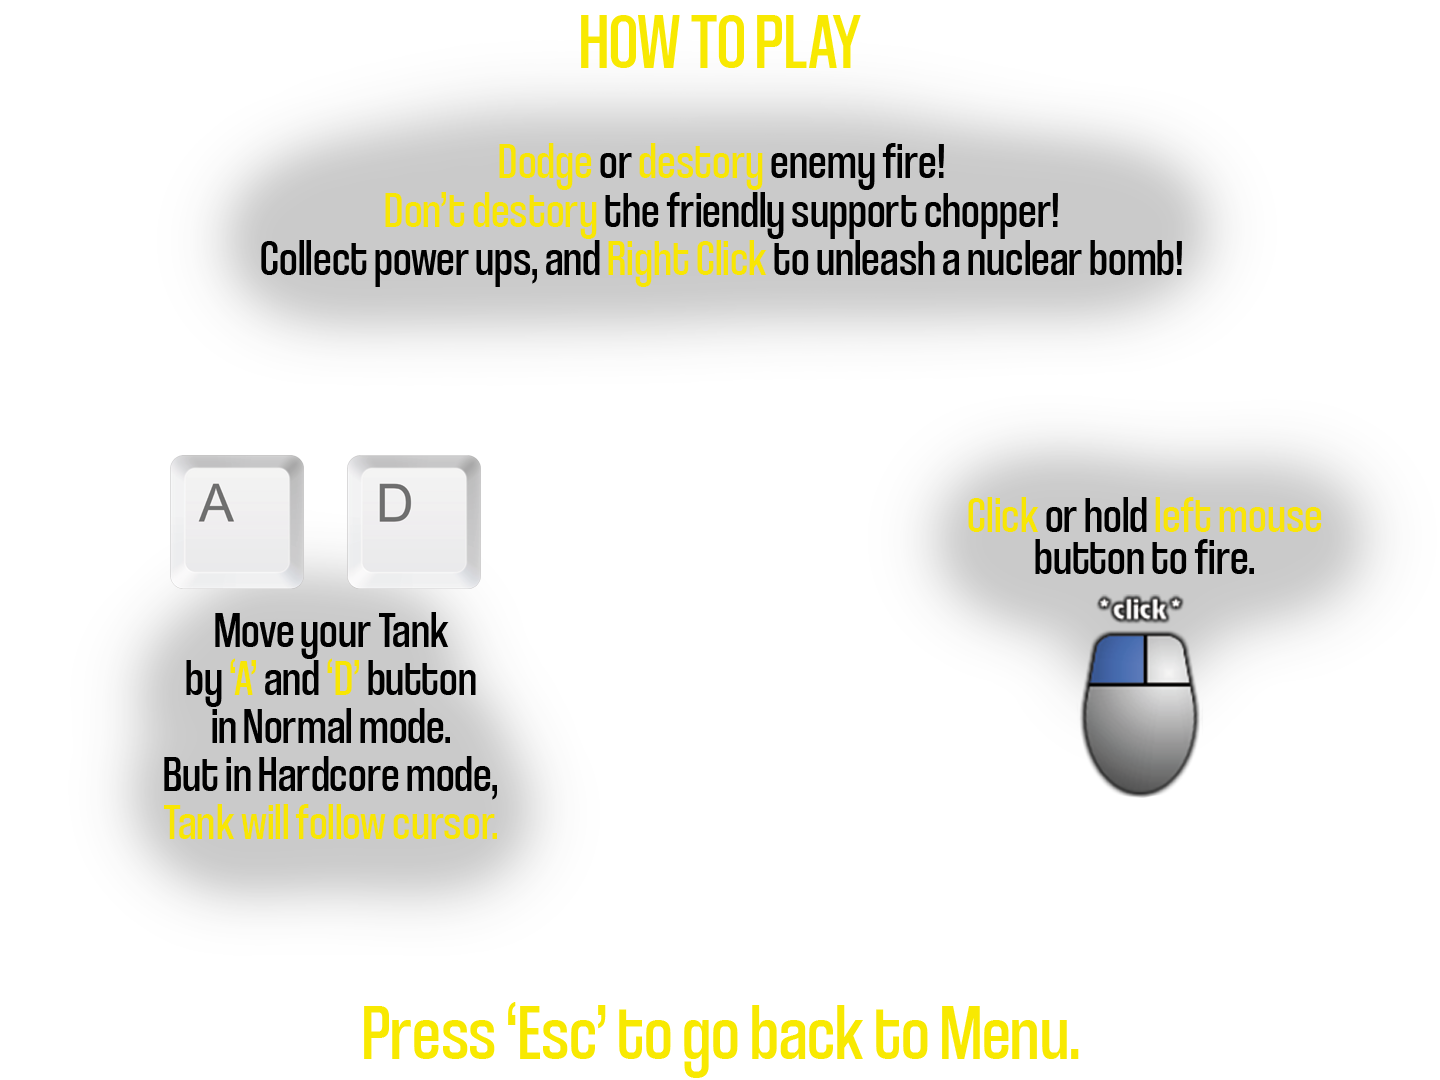 HOW TO PLAY
Dodge or destory enemy fire!
Don't destory the friendly support chopper!
Collect power ups, and Right Click to unleash a nuclear bomb!
A D
Move your Tank
by ‘A’ and ‘D’ button
in Normal mode.
But in Hardcore mode,
Tank will follow cursor.
Click or hold left mouse
button to fire.
*click*
Press ‘Esc’ to go back to Menu.